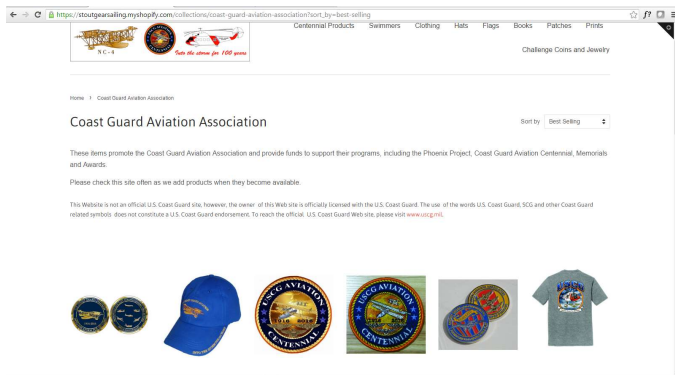 https://stoutgearsailing.myshopify.com/collections/coast-guard-aviation-association?sort_by=best-selling
f?
NC-4
Into the storm for 100 years
Centennial Products Swimmers Clothing Hats Flags Books Patches Prints
Challenge Coins and Jewelry
Home › Coast Guard Aviation Association
Coast Guard Aviation Association
Sort by Best Selling
These items promote the Coast Guard Aviation Association and provide funds to support their programs, including the Phoenix Project, Coast Guard Aviation Centennial, Memorials
and Awards.
Please check this site often as we add products when they become available.
This Website is not an official U.S. Coast Guard site, however, the owner of this Web site is officially licensed with the U.S. Coast Guard. The use of the words U.S. Coast Guard, SCG and other Coast Guard
related symbols does not constitute a U.S. Coast Guard endorsement. To reach the official U.S. Coast Guard Web site, please visit www.uscg.mil.
USCG AVIATION
1916 2016
CENTENNIAL
USCG AVIATION
CENTENNIAL